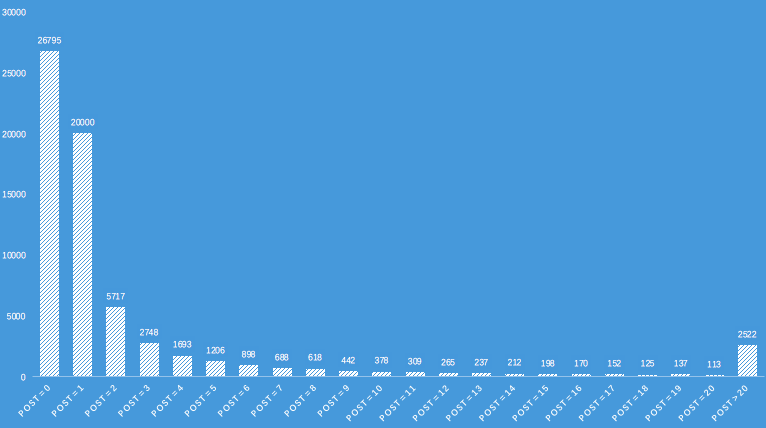 30000
25000
20000
15000
10000
5000
0
26795
20000
5717
2748
1693
1206
898
688
618
442
378
309
265
237
212
198
170
152
125
137
113
2522
POST = 0
POST = 1
POST = 2
POST = 3
POST = 4
POST = 5
POST = 6
POST = 7
POST = 8
POST = 9
POST = 10
POST = 11
POST = 12
POST = 13
POST = 14
POST = 15
POST = 16
POST = 17
POST = 18
POST = 19
POST = 20
POST > 20